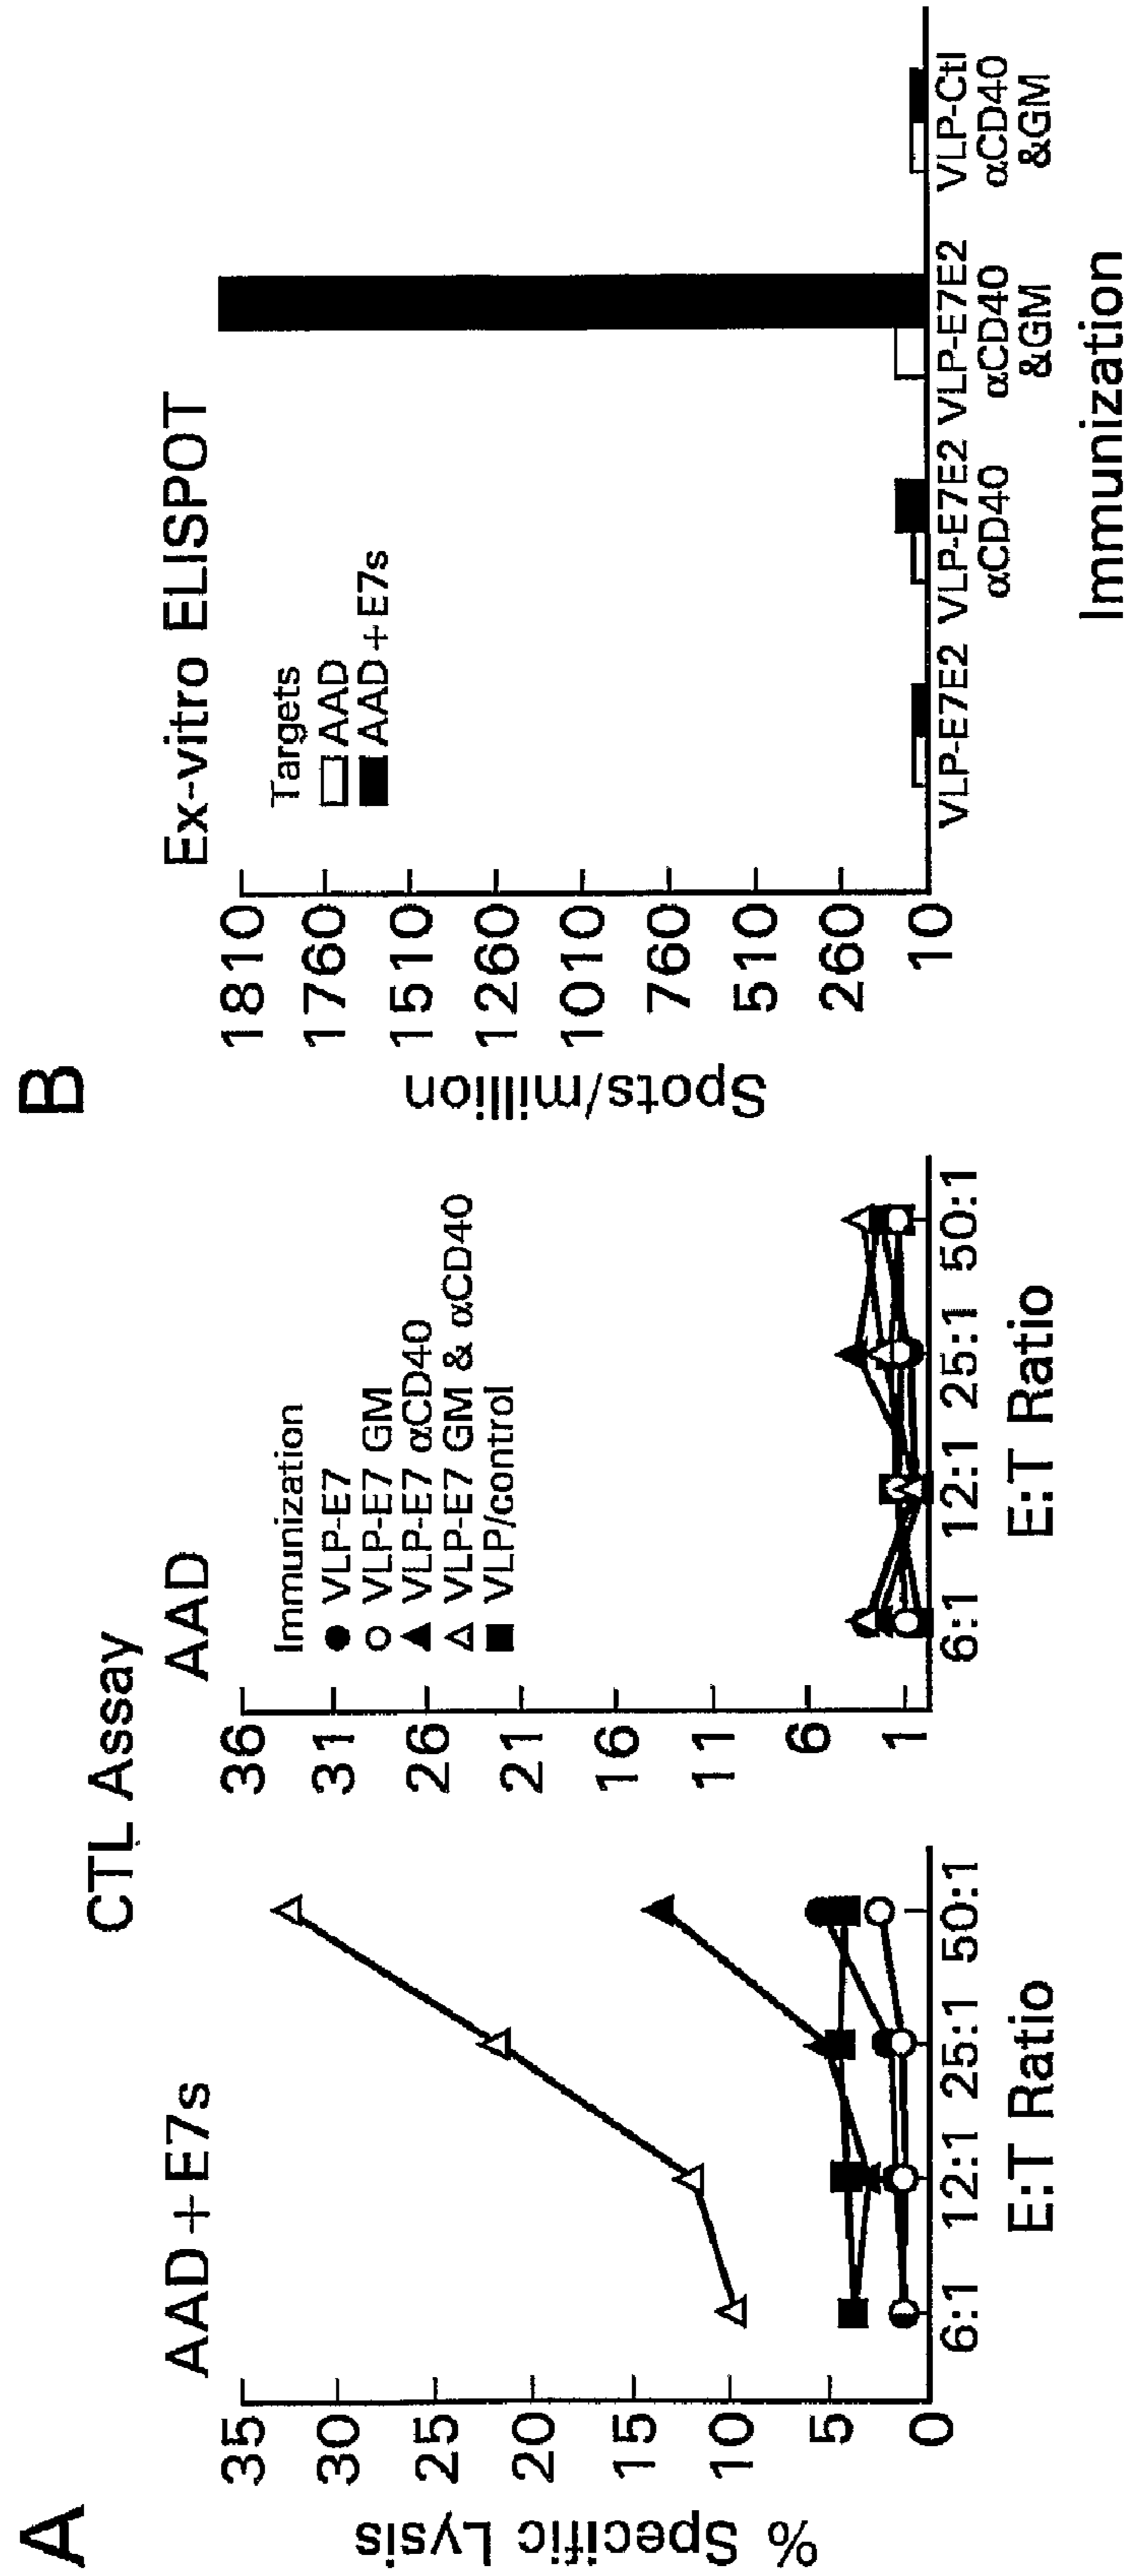 A
CTL Assay
AAD+E7s
% Specific Lysis
35
30
25
20
15
10
5
0
6:1 12:1 25:1 50:1
E:T Ratio
AAD
36
31
26
21
16
11
6
1
Immunization
VLP-E7
VLP-E7 GM
VLP-E7 αCD40
VLP-E7 GM & αCD40
VLP/control
6:1 12:1 25:1 50:1
E:T Ratio
B
Ex-vitro ELISPOT
Spots/million
1810
1760
1510
1260
1010
760
510
260
10
Targets
AAD
AAD+E7s
VLP-E7E2 VLP-E7E2 VLP-E7E2 VLP-Ctl
αCD40 αCD40 αCD40
&GM &GM
Immunization